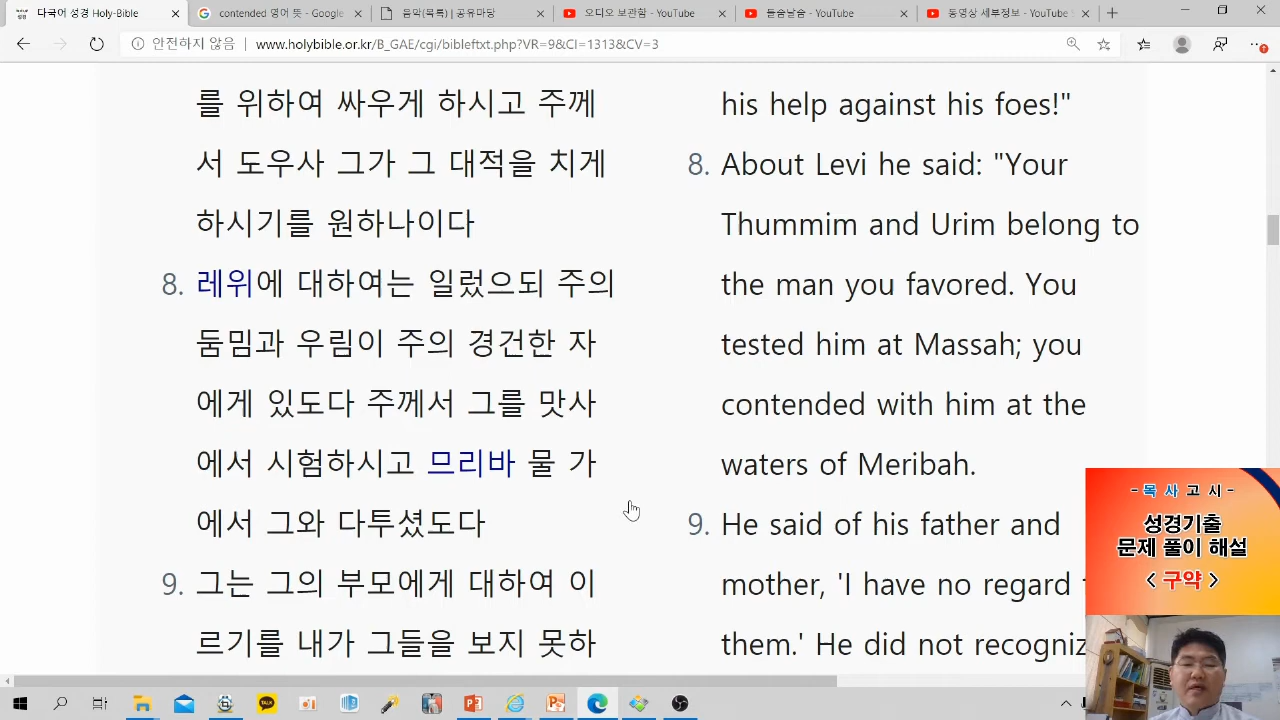 다국어 성경 Holy-Bible
contended 영어 뜻 - Google
음악(목록) | 공유마당
오디오 보관함 - YouTube
돌솜날솜 - YouTube
동영상 세부정보 - YouTube
안전하지 않음
www.holybible.or.kr/B_GAE/cgi/bibleftxt.php?VR=9&CI=1313&CV=3
를 위하여 싸우게 하시고 주께
서 도우사 그가 그 대적을 치게
하시기를 원하나이다
8. 레위에 대하여는 일렀으되 주의
둠밈과 우림이 주의 경건한 자
에게 있도다 주께서 그를 맛사
에서 시험하시고 므리바 물 가
에서 그와 다투셨도다
9. 그는 그의 부모에게 대하여 이
르기를 내가 그들을 보지 못하
his help against his foes!"
8. About Levi he said: "Your
Thummim and Urim belong to
the man you favored. You
tested him at Massah; you
contended with him at the
waters of Meribah.
9. He said of his father and
mother, 'I have no regard
them.' He did not recogniz
- 목 사 고 시 -
성경기출
문제 풀이 해설
< 구약 >